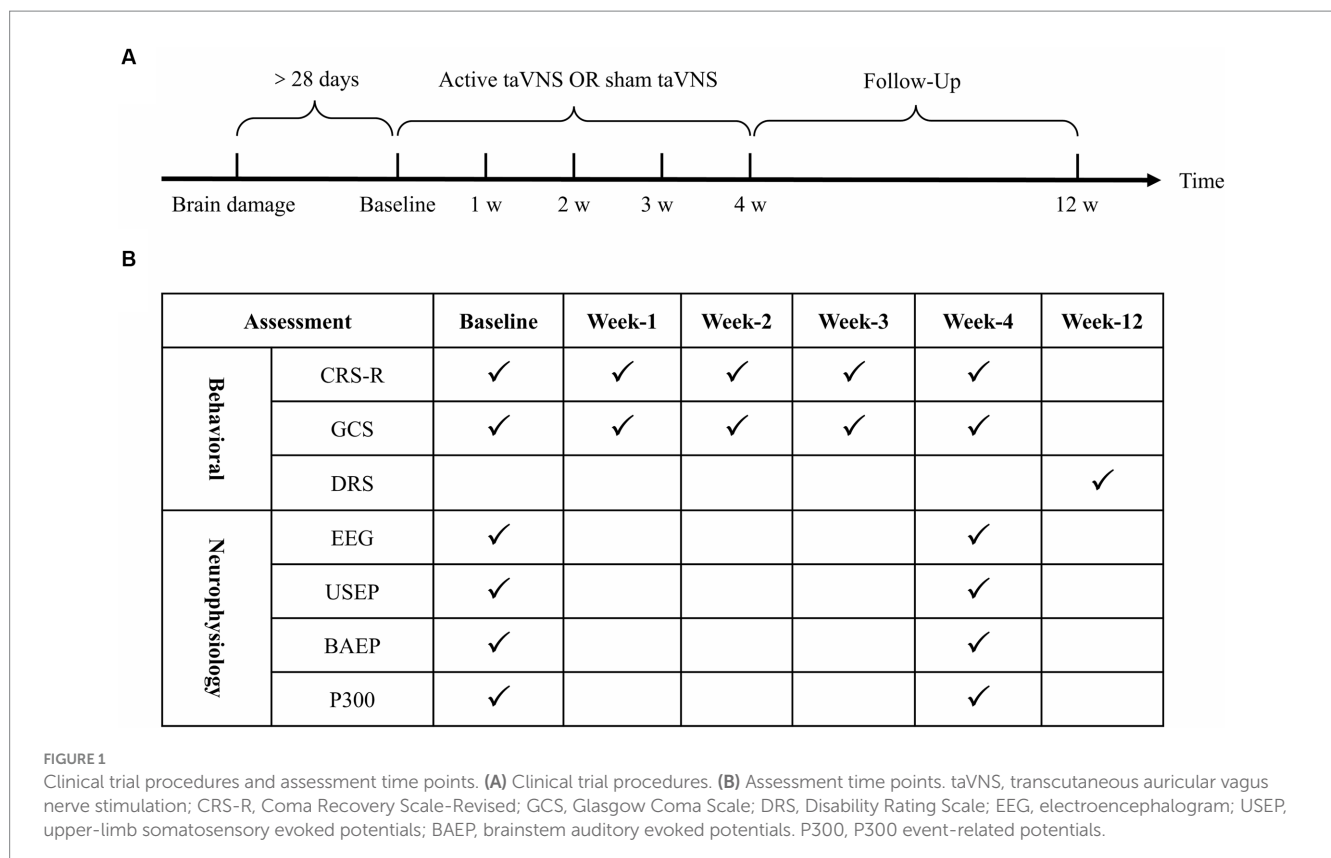 A
> 28 days
Active taVNS OR sham taVNS
Follow-Up
Time
Brain damage
Baseline
1 w
2 w
3 w
4 w
12 w
B
Assessment Baseline Week-1 Week-2 Week-3 Week-4 Week-12
Behavioral
CRS-R ✓ ✓ ✓ ✓ ✓
GCS ✓ ✓ ✓ ✓ ✓
DRS ✓
Neurophysiology
EEG ✓ ✓
USEP ✓ ✓
BAEP ✓ ✓
P300 ✓ ✓
FIGURE 1
Clinical trial procedures and assessment time points. (A) Clinical trial procedures. (B) Assessment time points. taVNS, transcutaneous auricular vagus
nerve stimulation; CRS-R, Coma Recovery Scale-Revised; GCS, Glasgow Coma Scale; DRS, Disability Rating Scale; EEG, electroencephalogram; USEP,
upper-limb somatosensory evoked potentials; BAEP, brainstem auditory evoked potentials. P300, P300 event-related potentials.